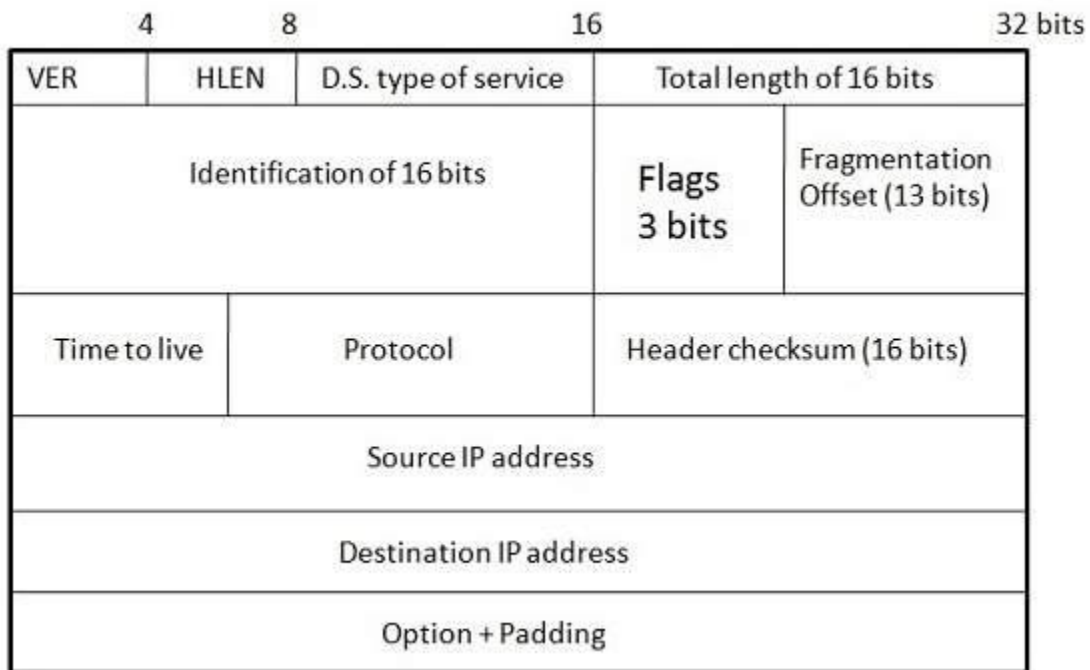 4 8 16 32 bits
VER HLEN D.S. type of service Total length of 16 bits
Identification of 16 bits
Flags
3 bits
Fragmentation
Offset (13 bits)
Time to live Protocol Header checksum (16 bits)
Source IP address
Destination IP address
Option + Padding